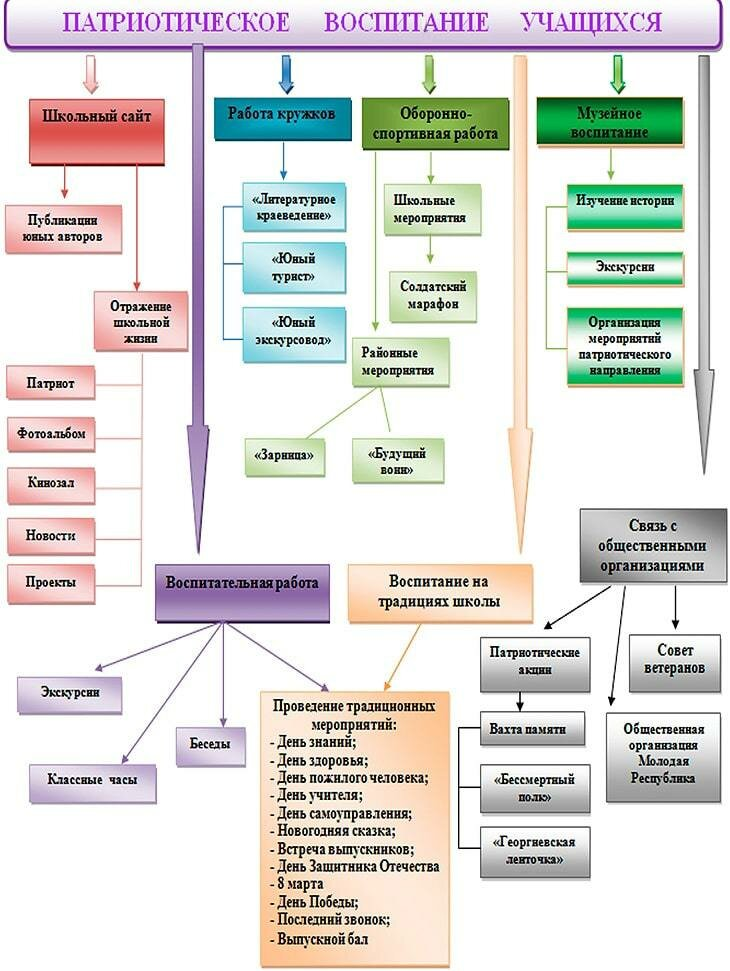 ПАТРИОТИЧЕСКОЕ ВОСПИТАНИЕ УЧАЩИХСЯ
Школьный сайт
Публикации
юных авторов
Отражение
школьной
жизни
Патриот
Фотоальбом
Кинозал
Новости
Проекты
Работа кружков
«Литературное
краеведение»
«Юный
турист»
«Юный
экскурсовод»
Оборонно-
спортивная работа
Школьные
мероприятия
Солдатский
марафон
Районные
мероприятия
«Зарница»
«Будущий
воин»
Музейное
воспитание
Изучение истории
Экскурсии
Организация
мероприятий
патриотического
направления
Воспитательная работа
Экскурсии
Классные часы
Беседы
Воспитание на
традициях школы
Проведение традиционных
мероприятий:
- День знаний;
- День здоровья;
- День пожилого человека;
- День учителя;
- День самоуправления;
- Новогодняя сказка;
- Встреча выпускников;
- День Защитника Отечества
- 8 марта
- День Победы;
- Последний звонок;
- Выпускной бал
Связь с
общественными
организациями
Патриотические
акции
Вахта памяти
«Бессмертный
полк»
«Георгиевская
ленточка»
Совет
ветеранов
Общественная
организация
Молодая
Республика